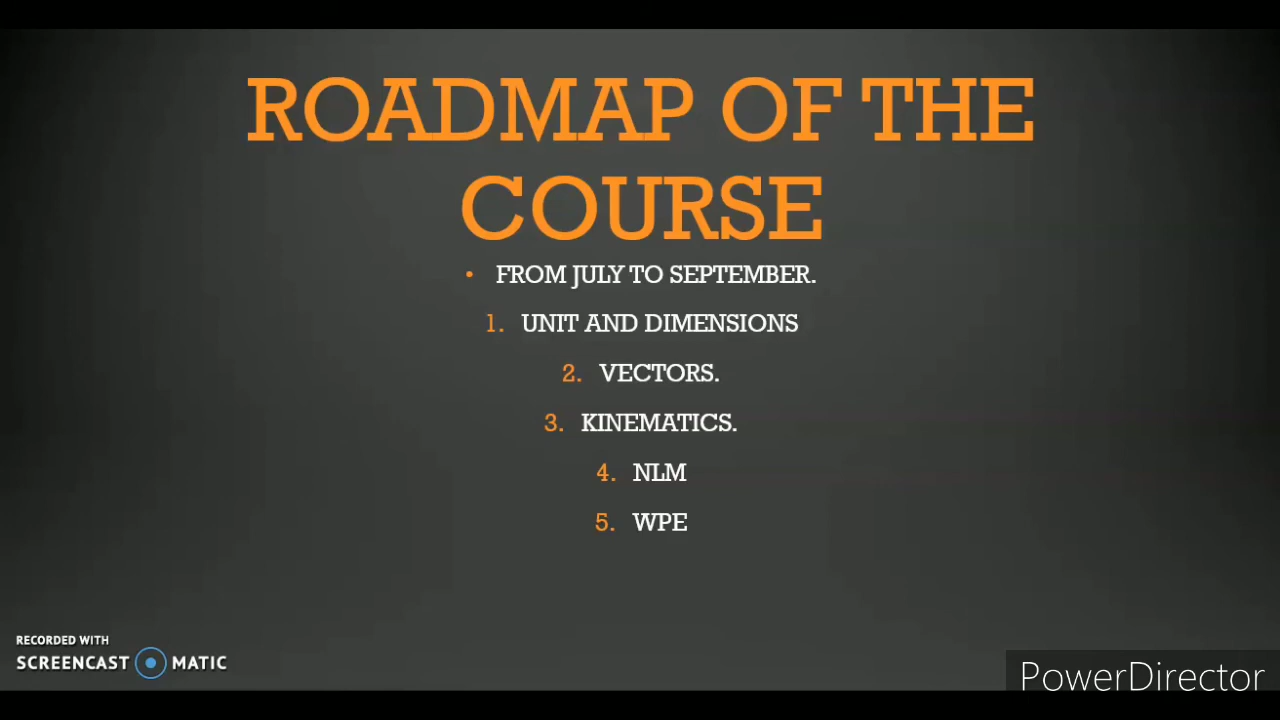 ROADMAP OF THE
COURSE
• FROM JULY TO SEPTEMBER.
1. UNIT AND DIMENSIONS
2. VECTORS.
3. KINEMATICS.
4. NLM
5. WPE
RECORDED WITH
SCREENCAST MATIC
PowerDirector